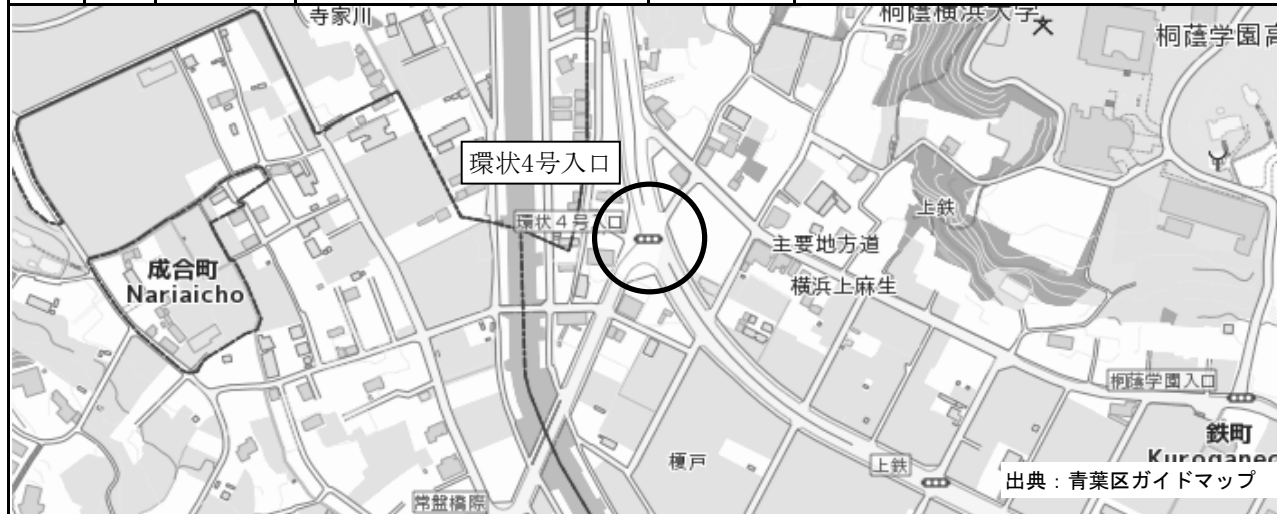 寺家川
桐蔭横浜大学
桐蔭学園高
環状4号入口
環状4号入口
上鉄
主要地方道
横浜上麻生
成合町
Nariaicho
桐蔭学園入口
鉄町
榎戸
上鉄
出典：青葉区ガイドマップ
常盤橋際